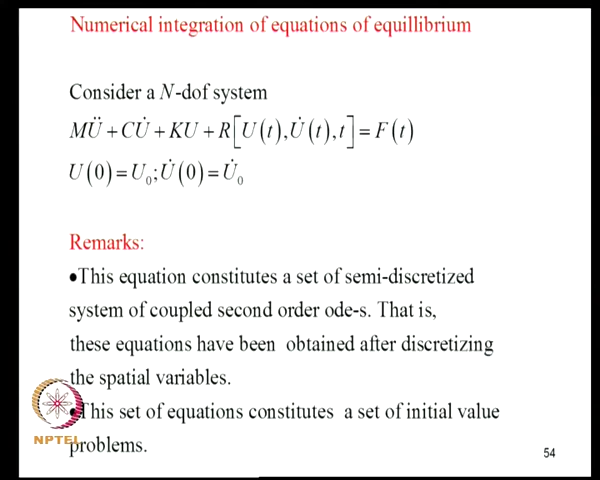 Numerical integration of equations of equillibrium
Consider a N-dof system
MÜ + CU̇ + KU + R[U(t), U̇(t), t] = F(t)
U(0) = U₀; U̇(0) = U̇₀
Remarks:
•This equation constitutes a set of semi-discretized
system of coupled second order ode-s. That is,
these equations have been obtained after discretizing
the spatial variables.
•This set of equations constitutes a set of initial value
problems.
NPTEL
54